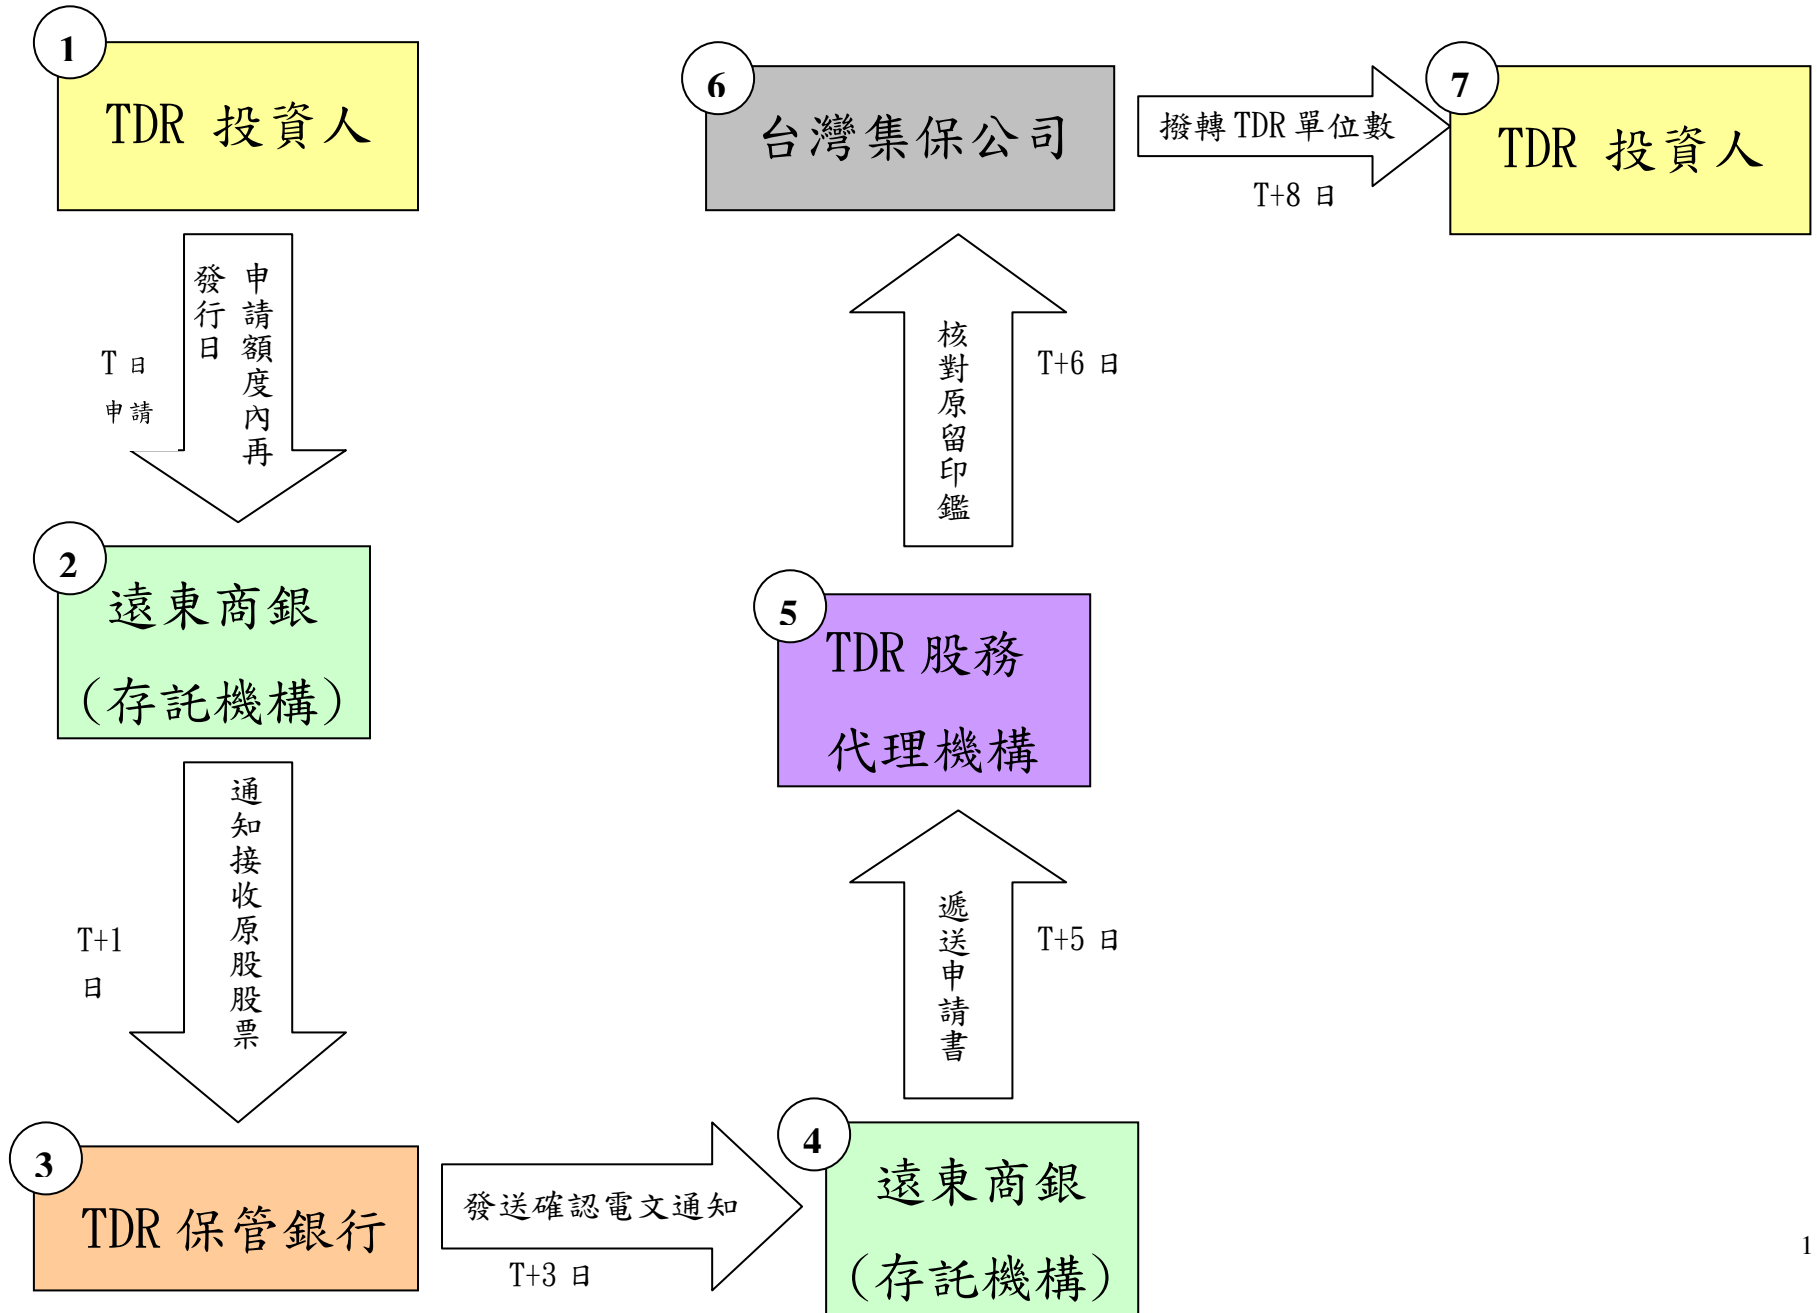 1
TDR 投資人
申請額度內再
發行日
T 日
申請
2
遠東商銀
(存託機構)
通知接收原股股票
T+1
日
3
TDR 保管銀行
發送確認電文通知
T+3 日
4
遠東商銀
(存託機構)
遞送申請書
T+5 日
5
TDR 股務
代理機構
核對原留印鑑
T+6 日
6
台灣集保公司
撥轉 TDR 單位數
T+8 日
7
TDR 投資人
1